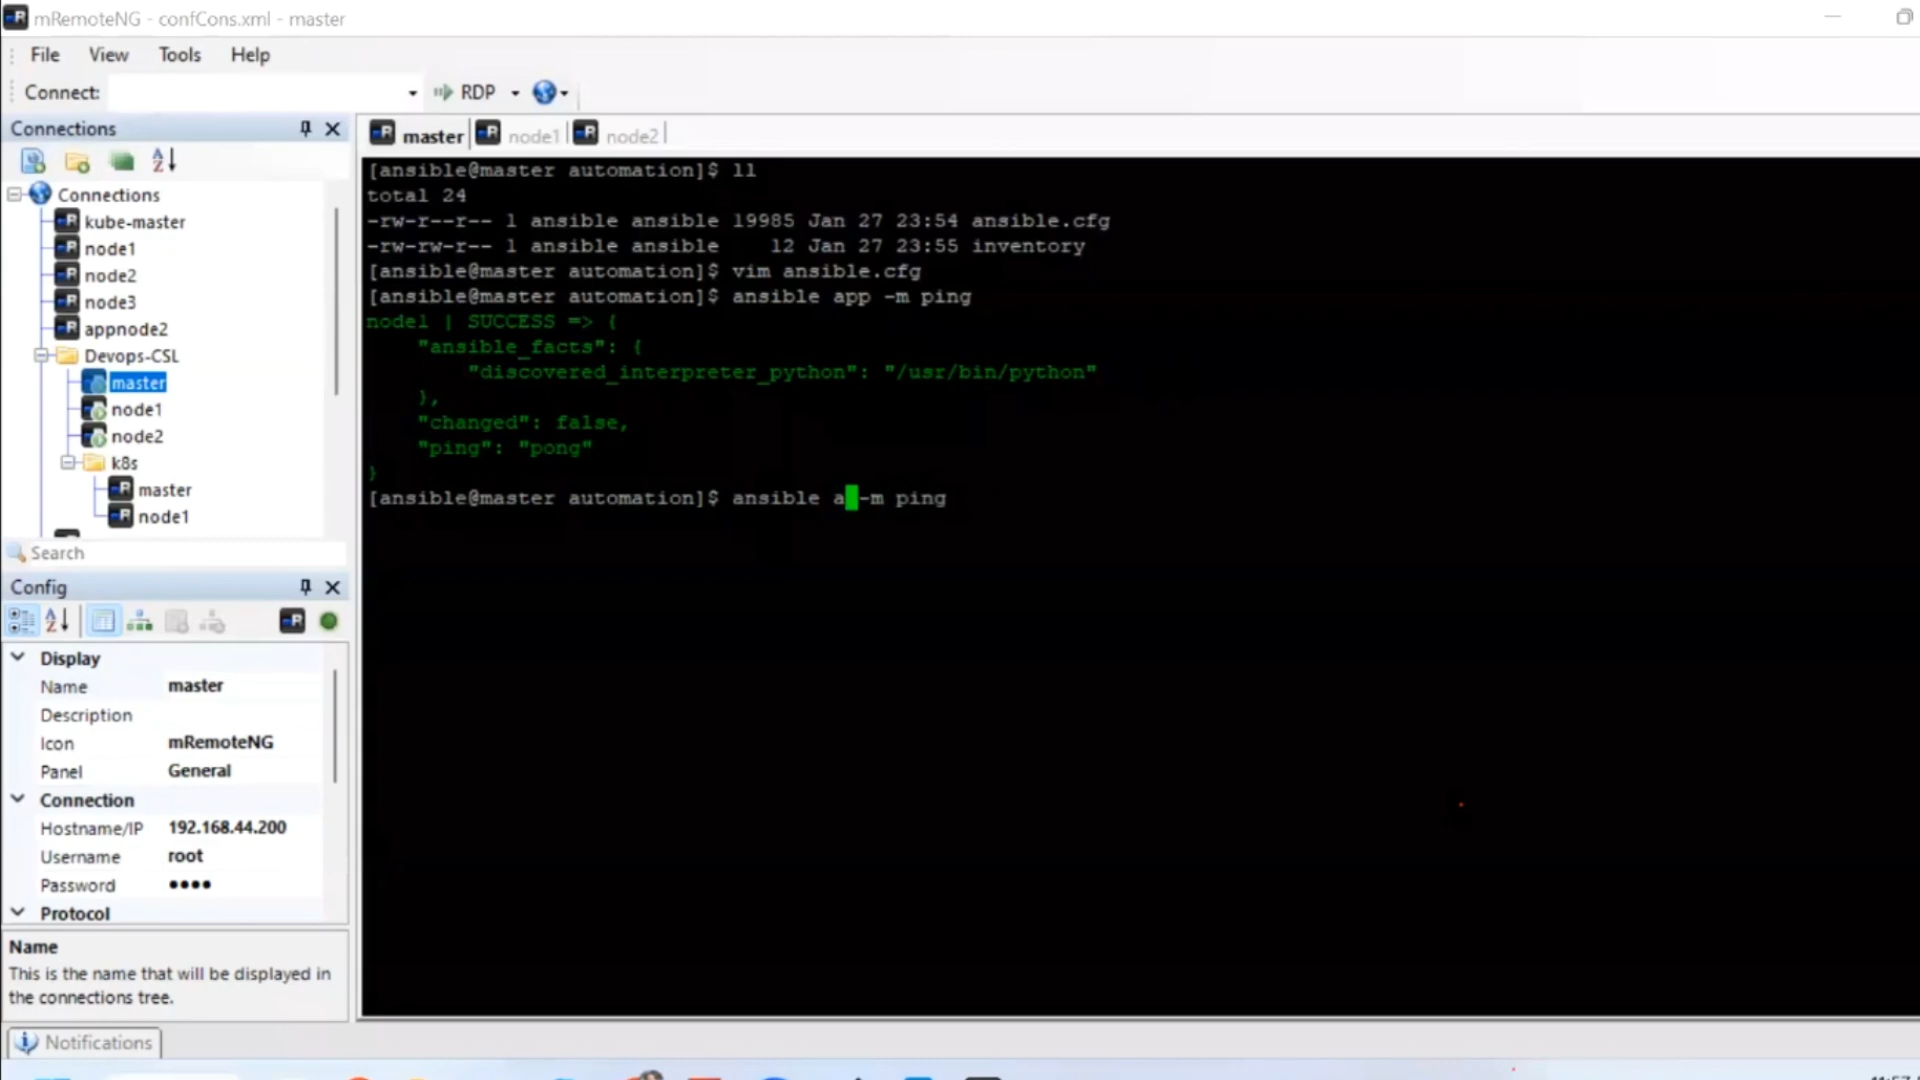 mRemoteNG - confCons.xml - master
File View Tools Help
Connect: RDP
Connections
master node1 node2
Connections
kube-master
node1
node2
node3
appnode2
Devops-CSL
master
node1
node2
k8s
master
node1
Search
Config
Display
Name master
Description
Icon mRemoteNG
Panel General
Connection
Hostname/IP 192.168.44.200
Username root
Password ••••
Protocol
Name
This is the name that will be displayed in
the connections tree.
Notifications
[ansible@master automation]$ ll
total 24
-rw-r--r-- 1 ansible ansible 19985 Jan 27 23:54 ansible.cfg
-rw-rw-r-- 1 ansible ansible    12 Jan 27 23:55 inventory
[ansible@master automation]$ vim ansible.cfg
[ansible@master automation]$ ansible app -m ping
node1 | SUCCESS => {
    "ansible_facts": {
        "discovered_interpreter_python": "/usr/bin/python"
    },
    "changed": false,
    "ping": "pong"
}
[ansible@master automation]$ ansible a -m ping